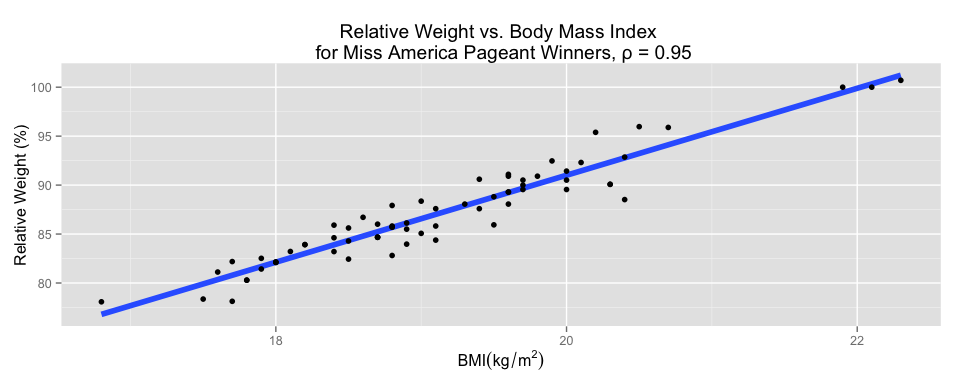 Relative Weight vs. Body Mass Index
for Miss America Pageant Winners, ρ = 0.95
100
95
90
85
80
Relative Weight (%)
18 20 22
BMI(kg/m²)